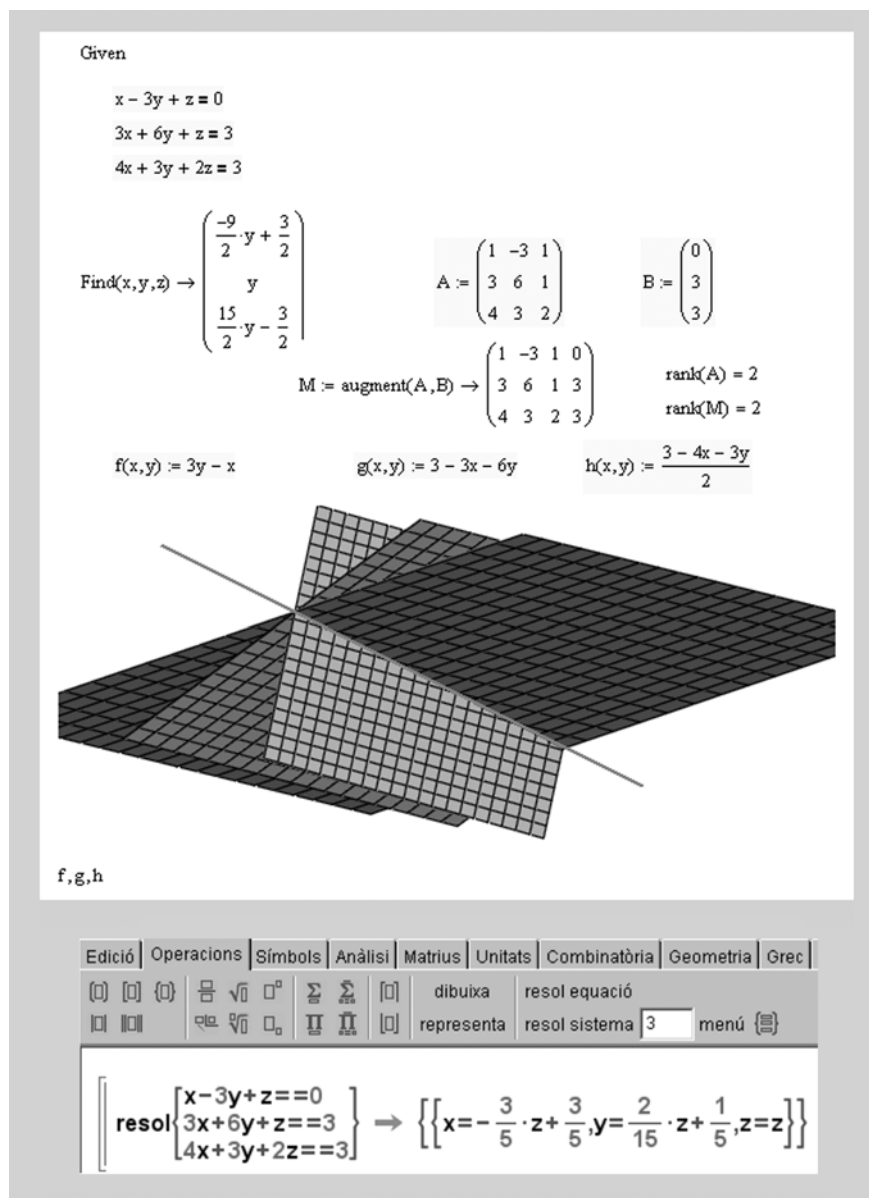 Given
x − 3y + z = 0
3x + 6y + z = 3
4x + 3y + 2z = 3
Find(x,y,z) → ( -9/2 · y + 3/2 ; y ; 15/2 · y − 3/2 )
A := ( 1 -3 1 ; 3 6 1 ; 4 3 2 )
B := ( 0 ; 3 ; 3 )
M := augment(A,B) → ( 1 -3 1 0 ; 3 6 1 3 ; 4 3 2 3 )
rank(A) = 2
rank(M) = 2
f(x,y) := 3y − x
g(x,y) := 3 − 3x − 6y
h(x,y) := (3 − 4x − 3y)/2
f,g,h
Edició Operacions Símbols Anàlisi Matrius Unitats Combinatòria Geometria Grec
dibuixa resol equació
representa resol sistema 3 menú
resol { x−3y+z==0
3x+6y+z==3
4x+3y+2z==3 } → {{x=−3/5·z+3/5,y=2/15·z+1/5,z=z}}